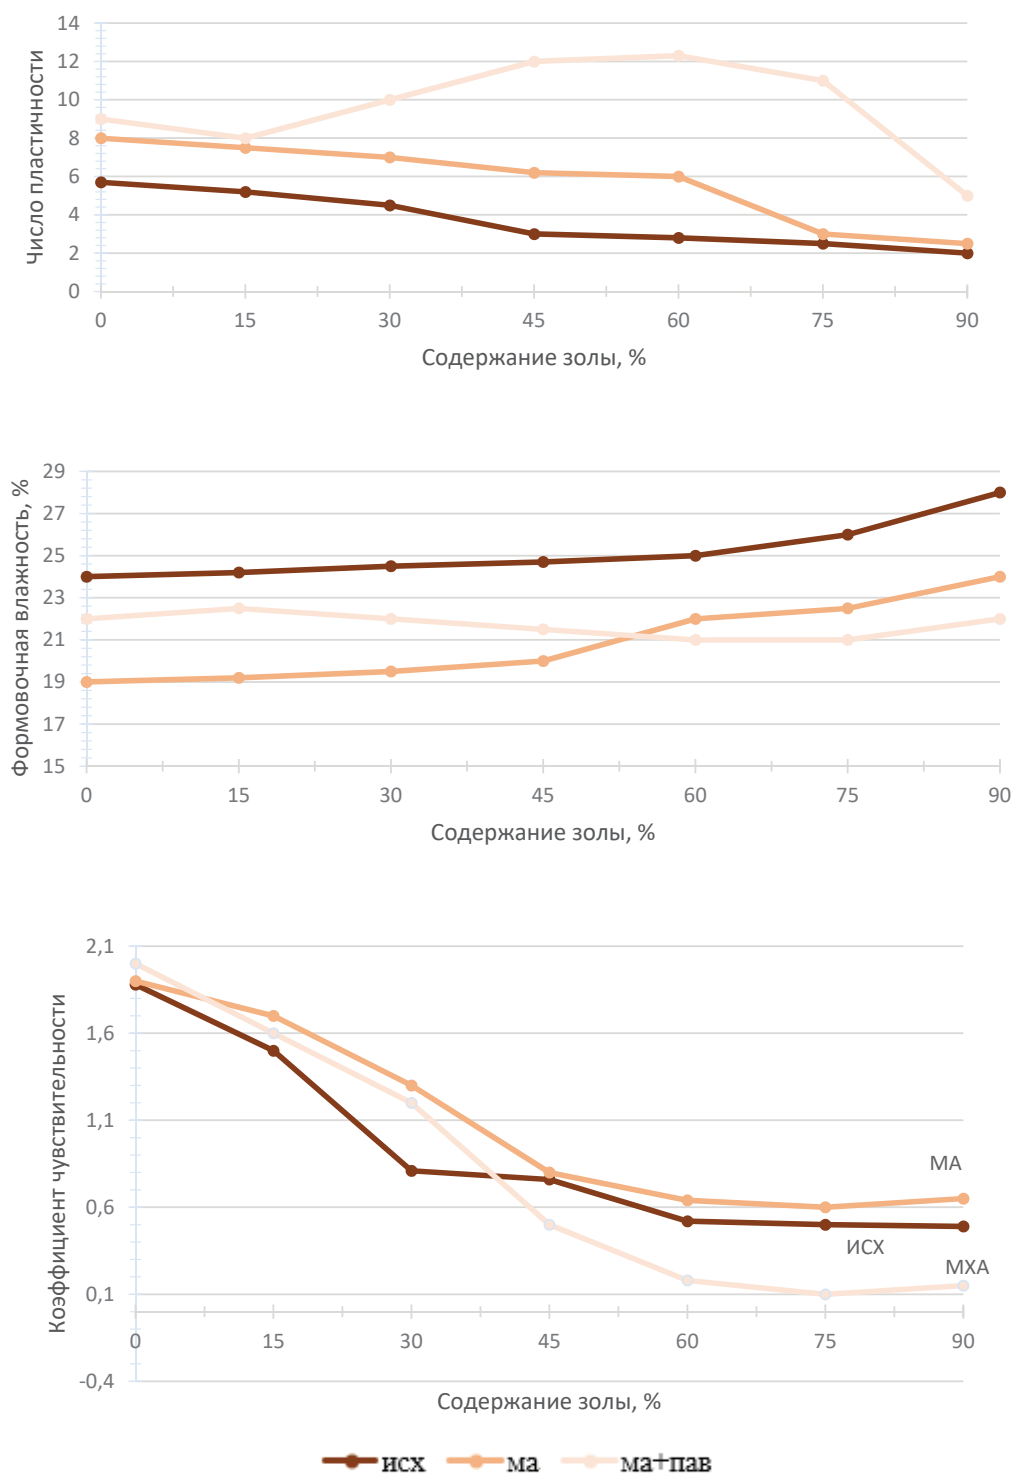 Число пластичности
14
12
10
8
6
4
2
0
0 15 30 45 60 75 90
Содержание золы, %
Формовочная влажность, %
29
27
25
23
21
19
17
15
0 15 30 45 60 75 90
Содержание золы, %
Коэффициент чувствительности
2,1
1,6
1,1
0,6
0,1
-0,4
МА
ИСХ
МХА
0 15 30 45 60 75 90
Содержание золы, %
исх ма ма+пав